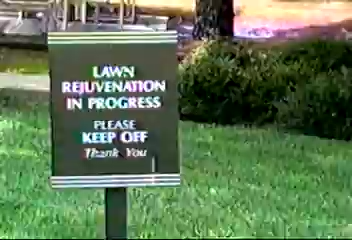 LAWN
REJUVENATION
IN PROGRESS
PLEASE
KEEP OFF
Thank You